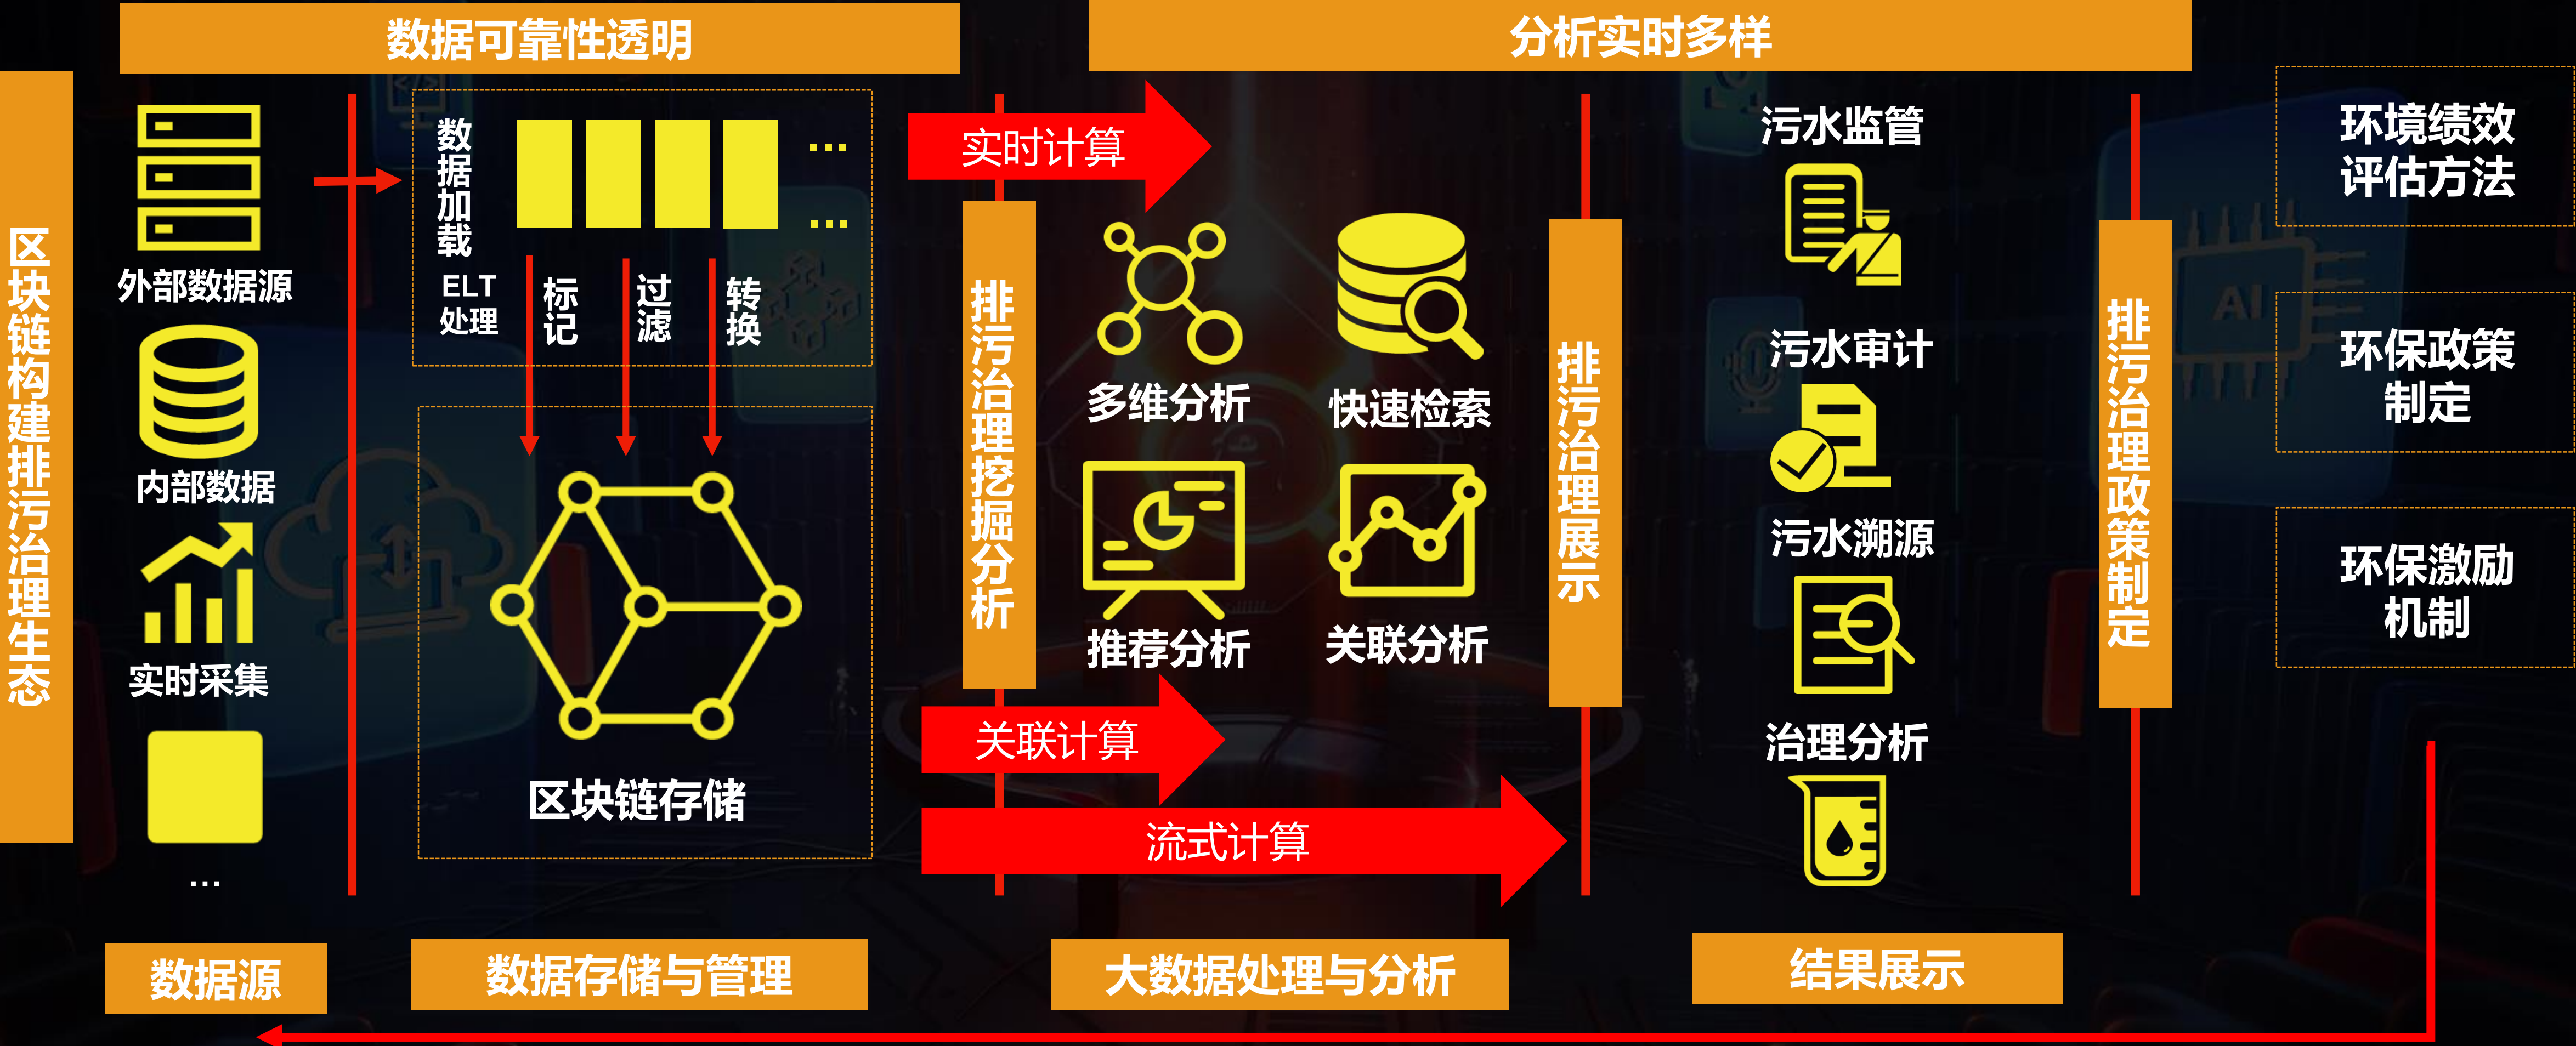 数据可靠性透明
分析实时多样
区块链构建排污治理生态
外部数据源
内部数据
实时采集
...
数据加载
...
...
ELT
处理
标记
过滤
转换
区块链存储
实时计算
排污治理挖掘分析
多维分析
快速检索
推荐分析
关联分析
关联计算
流式计算
排污治理展示
污水监管
污水审计
污水溯源
治理分析
排污治理政策制定
环境绩效
评估方法
环保政策
制定
环保激励
机制
AI
数据源
数据存储与管理
大数据处理与分析
结果展示